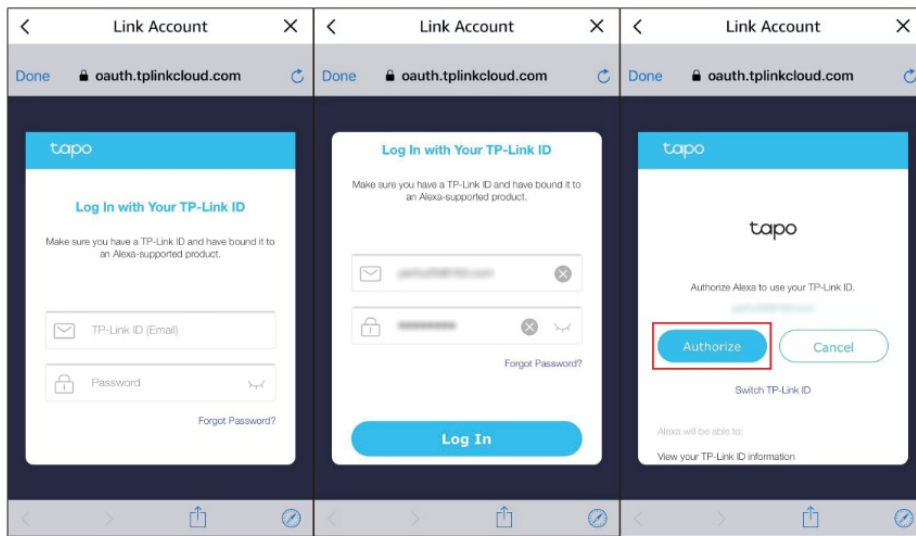 Link Account
Done
oauth.tplinkcloud.com
tapo
Log In with Your TP-Link ID
Make sure you have a TP-Link ID and have bound it to
an Alexa-supported product.
TP-Link ID (Email)
Password
Forgot Password?
Link Account
Done
oauth.tplinkcloud.com
Log In with Your TP-Link ID
Make sure you have a TP-Link ID and have bound it to
an Alexa-supported product.
Forgot Password?
Log In
Link Account
Done
oauth.tplinkcloud.com
tapo
tapo
Authorize Alexa to use your TP-Link ID.
Authorize
Cancel
Switch TP-Link ID
Alexa will be able to:
View your TP-Link ID information